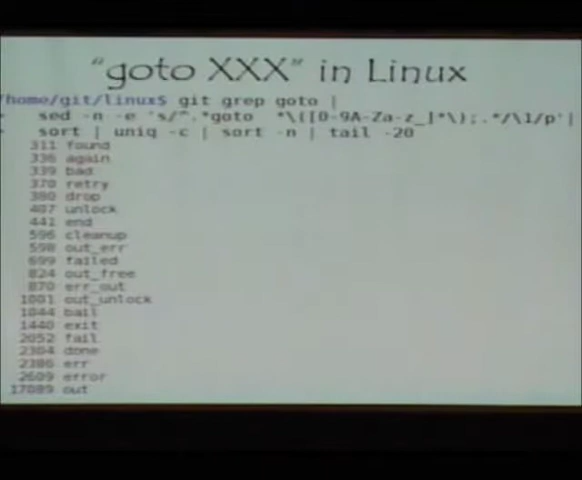 "goto XXX" in Linux
/home/git/linux$ git grep goto |
sed -n -e 's/^.*goto *\([0-9A-Za-z_]*\);.*/\1/p'|
sort | uniq -c | sort -n | tail -20
311 found
336 again
339 bad
370 retry
380 drop
407 unlock
441 end
596 cleanup
598 out_err
699 failed
824 out_free
870 err_out
1001 out_unlock
1044 bail
1440 exit
2052 fail
2304 done
2386 err
2609 error
17089 out